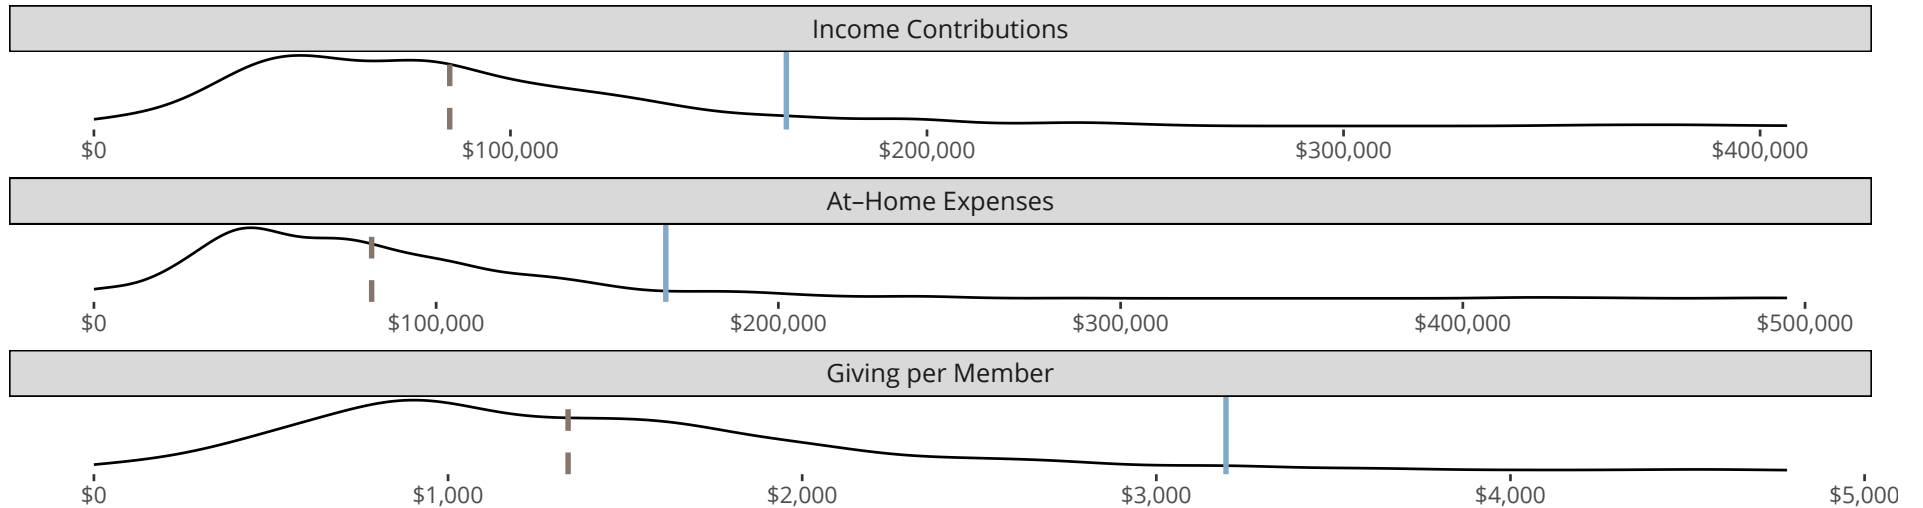 Income Contributions
$0 $100,000 $200,000 $300,000 $400,000
At–Home Expenses
$0 $100,000 $200,000 $300,000 $400,000 $500,000
Giving per Member
$0 $1,000 $2,000 $3,000 $4,000 $5,000